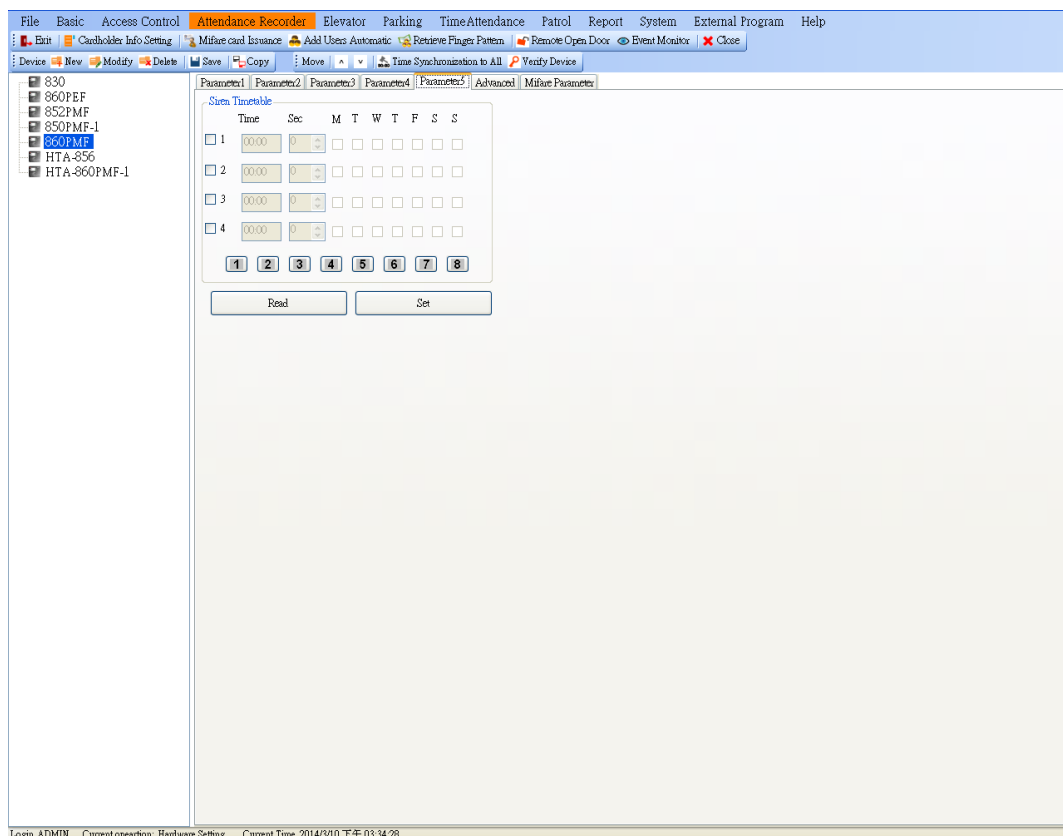 File Basic Access Control Attendance Recorder Elevator Parking TimeAttendance Patrol Report System External Program Help
Exit Cardholder Info Setting Mifare card Issuance Add Users Automatic Retrieve Finger Pattern Remote Open Door Event Monitor Close
Device New Modify Delete Save Copy Move Time Synchronization to All Verify Device
830
860PEF
852PMF
850PMF-1
860PMF
HTA-856
HTA-860PMF-1
Parameter1 Parameter2 Parameter3 Parameter4 Parameter5 Advanced Mifare Parameter
Siren Timetable
Time Sec M T W T F S S
1 00:00 0
2 00:00 0
3 00:00 0
4 00:00 0
1 2 3 4 5 6 7 8
Read Set
Login ADMIN Current opeartion: Hardware Setting Current Time 2014/3/10 下午 03:34:28